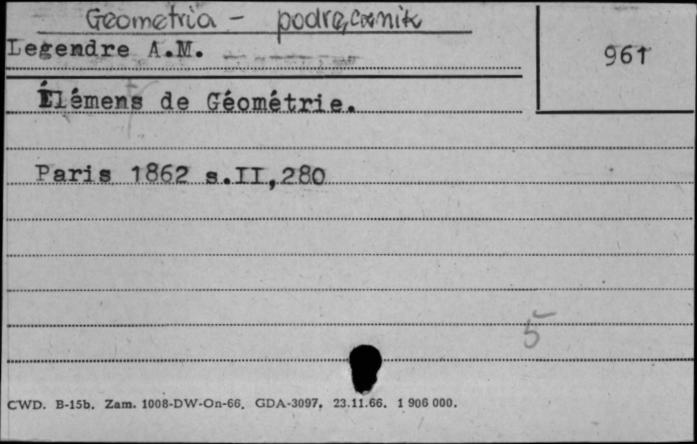 Geometria - podręcznik
Legendre A.M.
961
Élémens de Géométrie.
Paris 1862 s.II,280
5
CWD. B-15b. Zam. 1008-DW-On-66. GDA-3097. 23.11.66. 1 906 000.